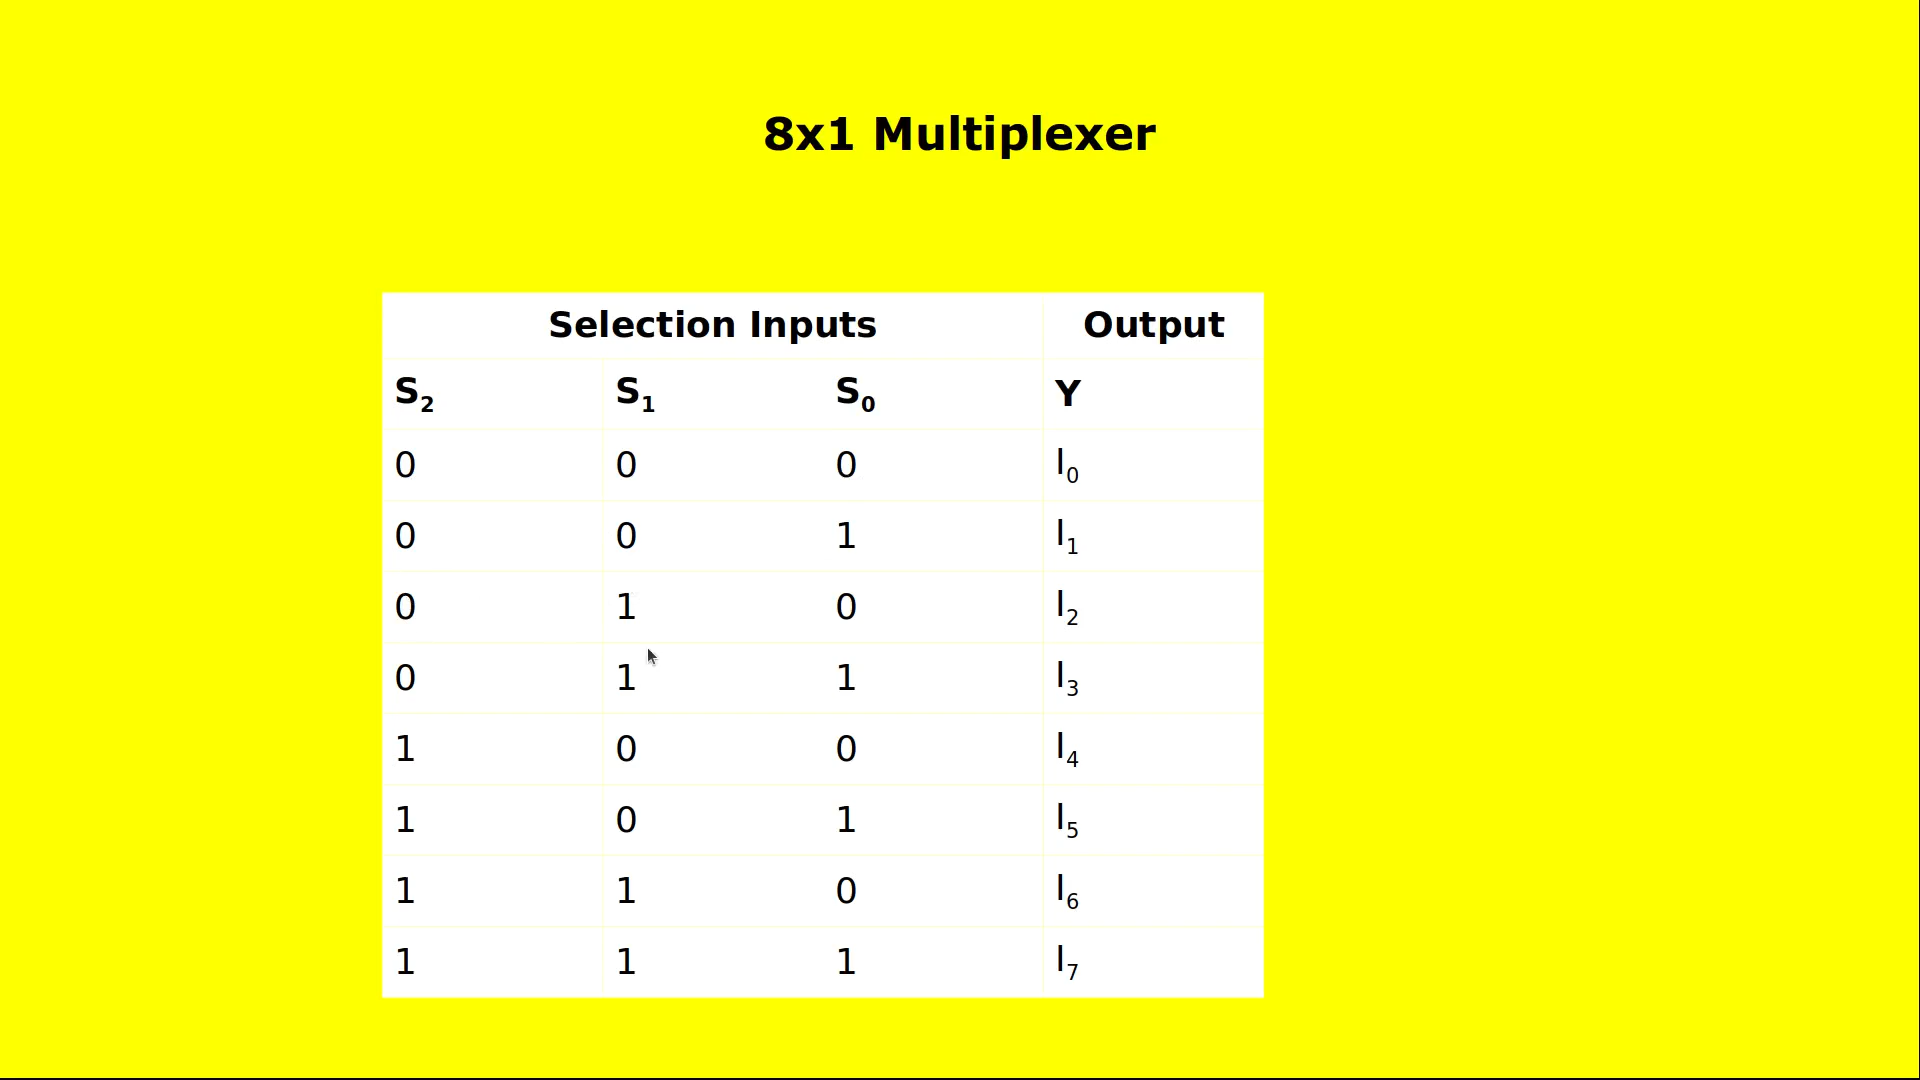 8x1 Multiplexer
Selection Inputs Output
S2 S1 S0 Y
0 0 0 I0
0 0 1 I1
0 1 0 I2
0 1 1 I3
1 0 0 I4
1 0 1 I5
1 1 0 I6
1 1 1 I7